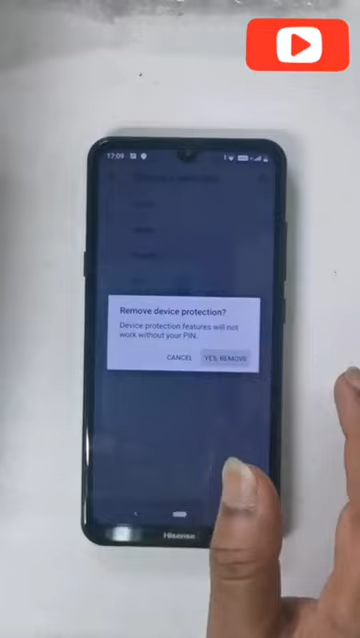 17:09
Remove device protection?
Device protection features will not
work without your PIN.
CANCEL
YES, REMOVE
Hisense